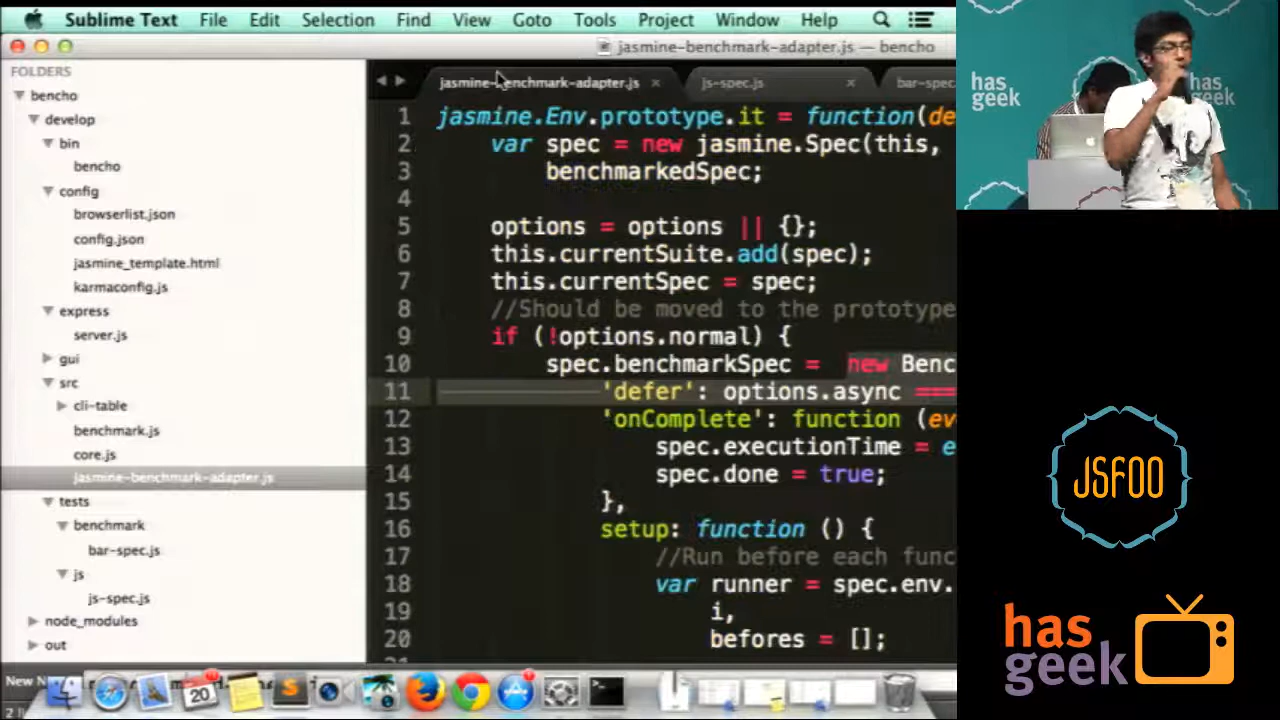 Sublime Text File Edit Selection Find View Goto Tools Project Window Help
jasmine-benchmark-adapter.js — bencho
FOLDERS
bencho
develop
bin
bencho
config
browserlist.json
config.json
jasmine_template.html
karmaconfig.js
express
server.js
gui
src
cli-table
benchmark.js
core.js
jasmine-benchmark-adapter.js
tests
benchmark
bar-spec.js
js
js-spec.js
node_modules
out
jasmine-benchmark-adapter.js js-spec.js bar-spec
1 jasmine.Env.prototype.it = function(de
2 var spec = new jasmine.Spec(this,
3 benchmarkedSpec;
4
5 options = options || {};
6 this.currentSuite.add(spec);
7 this.currentSpec = spec;
8 //Should be moved to the prototype
9 if (!options.normal) {
10 spec.benchmarkSpec = new Benc
11 'defer': options.async ===
12 'onComplete': function (ev
13 spec.executionTime = e
14 spec.done = true;
15 },
16 setup: function () {
17 //Run before each func
18 var runner = spec.env.
19 i,
20 befores = [];
New N
20
has
geek
has
geek
JSFOO
has
geek